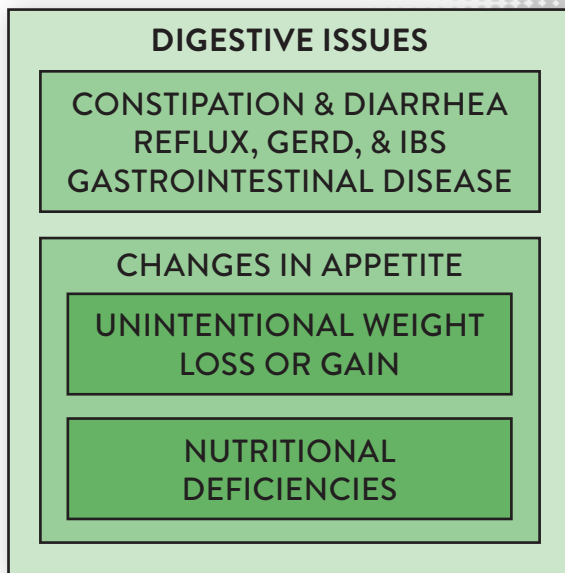 DIGESTIVE ISSUES
CONSTIPATION & DIARRHEA
REFLUX, GERD, & IBS
GASTROINTESTINAL DISEASE
CHANGES IN APPETITE
UNINTENTIONAL WEIGHT
LOSS OR GAIN
NUTRITIONAL
DEFICIENCIES